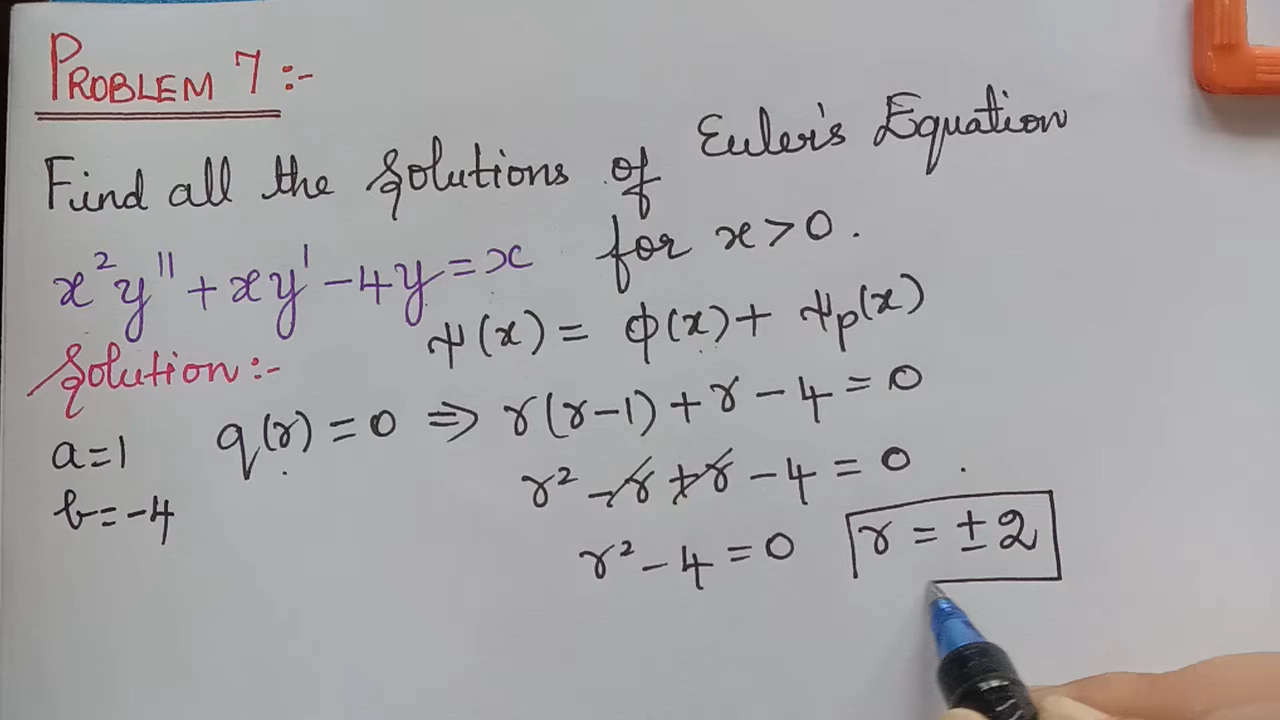 PROBLEM 7:-
Find all the Solutions of Euler's Equation
x²y'' + xy' - 4y = x for x > 0.
Solution:- ψ(x) = ϕ(x) + ψp(x)
a = 1 q(r) = 0 ⇒ r(r-1) + r - 4 = 0
b = -4 r² - r + r - 4 = 0
r² - 4 = 0 r = ± 2